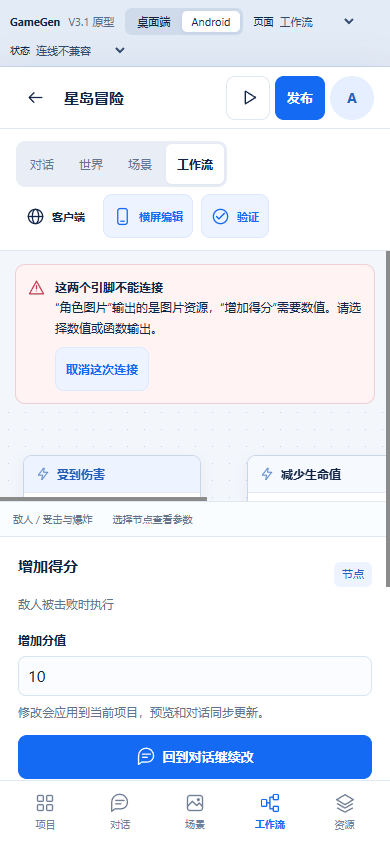 GameGen V3.1 原型 桌面端 Android 页面 工作流
状态 连线不兼容
星岛冒险 发布 A
对话 世界 场景 工作流
客户端 横屏编辑 验证
这两个引脚不能连接
“角色图片”输出的是图片资源，“增加得分”需要数值。请选
择数值或函数输出。
取消这次连接
受到伤害 减少生命值
敌人 / 受击与爆炸 选择节点查看参数
增加得分 节点
敌人被击败时执行
增加分值
10
修改会应用到当前项目，预览和对话同步更新。
回到对话继续改
项目 对话 场景 工作流 资源